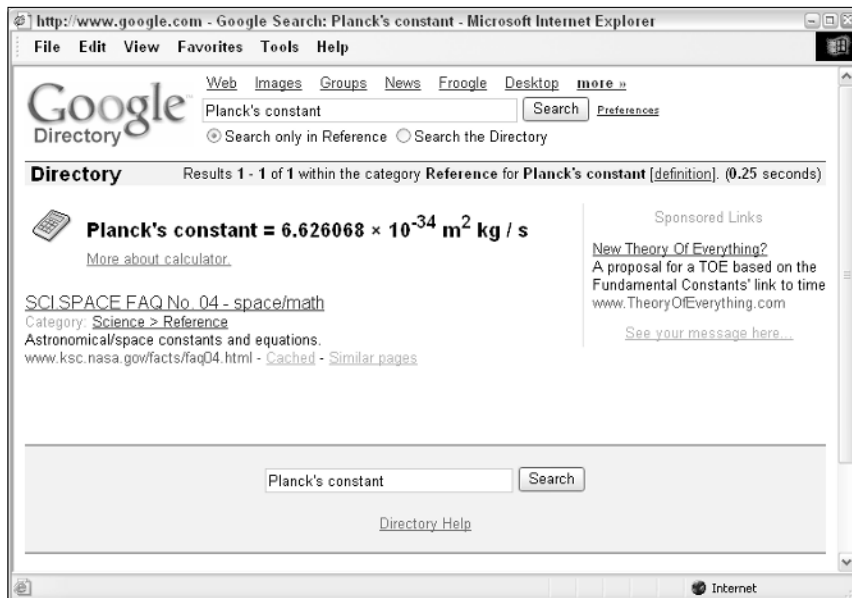 http://www.google.com - Google Search: Planck's constant - Microsoft Internet Explorer
File Edit View Favorites Tools Help
Web Images Groups News Froogle Desktop more »
Google™
Directory
Planck's constant Search Preferences
Search only in Reference Search the Directory
Directory Results 1 - 1 of 1 within the category Reference for Planck's constant [definition]. (0.25 seconds)
Planck's constant = 6.626068 × 10^-34 m^2 kg / s
More about calculator.
SCI.SPACE FAQ No. 04 - space/math
Category: Science > Reference
Astronomical/space constants and equations.
www.ksc.nasa.gov/facts/faq04.html - Cached - Similar pages
Sponsored Links
New Theory Of Everything?
A proposal for a TOE based on the
Fundamental Constants' link to time
www.TheoryOfEverything.com
See your message here...
Planck's constant Search
Directory Help
Internet